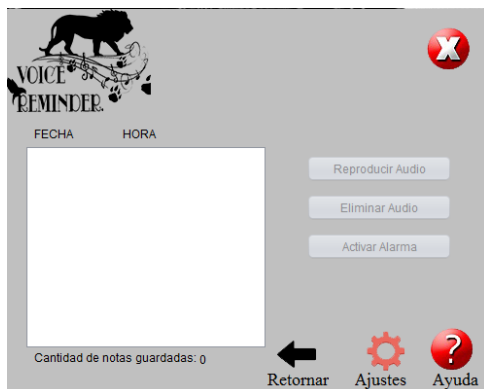 VOICE
REMINDER.
FECHA HORA
Reproducir Audio
Eliminar Audio
Activar Alarma
Cantidad de notas guardadas: 0
Retornar Ajustes Ayuda